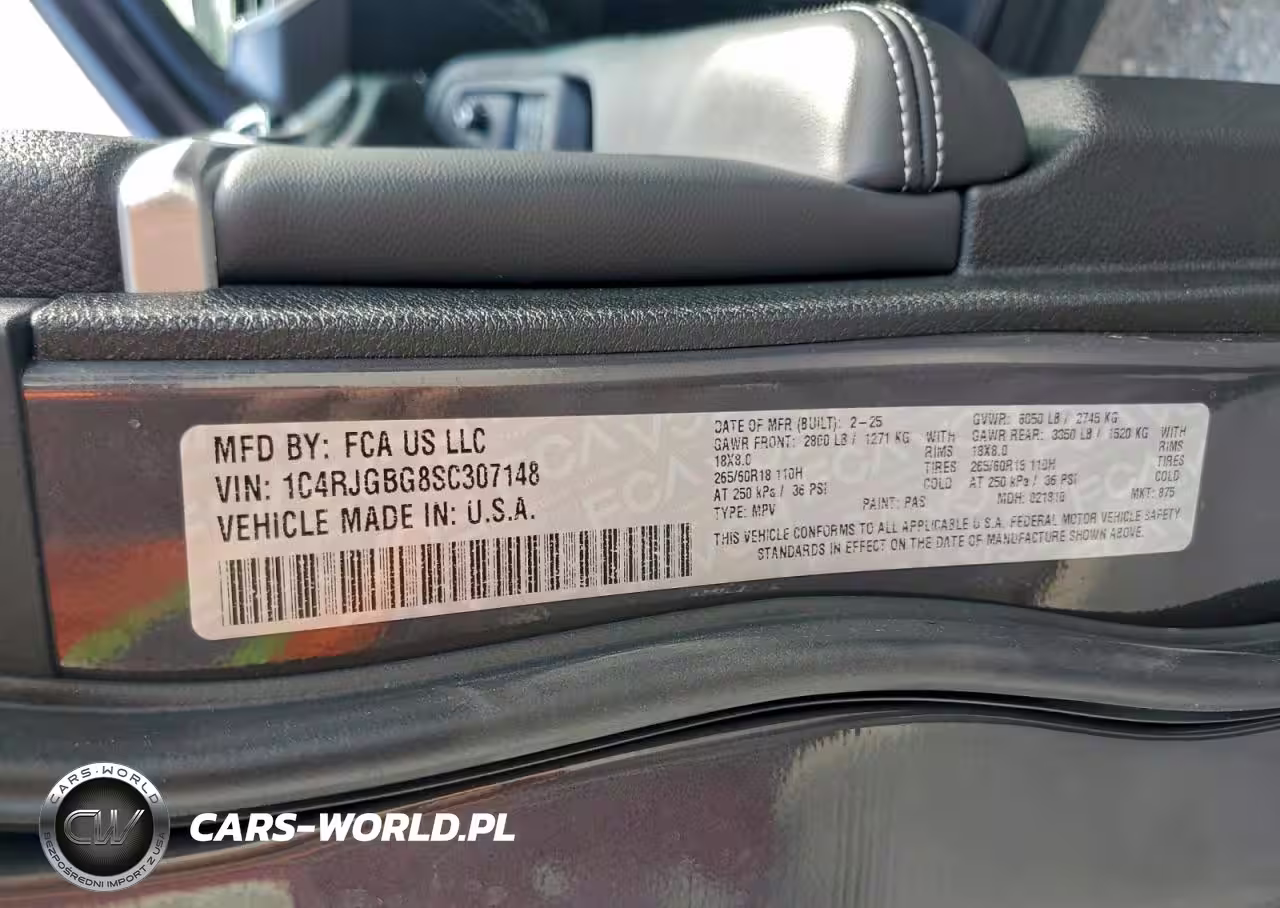 MFD BY: FCA US LLC
VIN: 1C4RJGBG8SC307148
VEHICLE MADE IN: U.S.A.
DATE OF MFR (BUILT): 2-25
GAWR FRONT: 2800 LB / 1271 KG WITH
18X8.0 RIMS
265/60R18 110H TIRES
AT 250 kPa / 36 PSI COLD
TYPE: MPV PAINT: PAS
GVWR: 6050 LB / 2745 KG
GAWR REAR: 3350 LB / 1520 KG WITH
18X8.0 RIMS
265/60R18 110H TIRES
AT 250 kPa / 36 PSI COLD
MDH: MKT: 875
THIS VEHICLE CONFORMS TO ALL APPLICABLE U.S.A. FEDERAL MOTOR VEHICLE SAFETY
STANDARDS IN EFFECT ON THE DATE OF MANUFACTURE SHOWN ABOVE.
CARS-WORLD
CW
BEZPOŚREDNI IMPORT Z USA
CARS-WORLD.PL